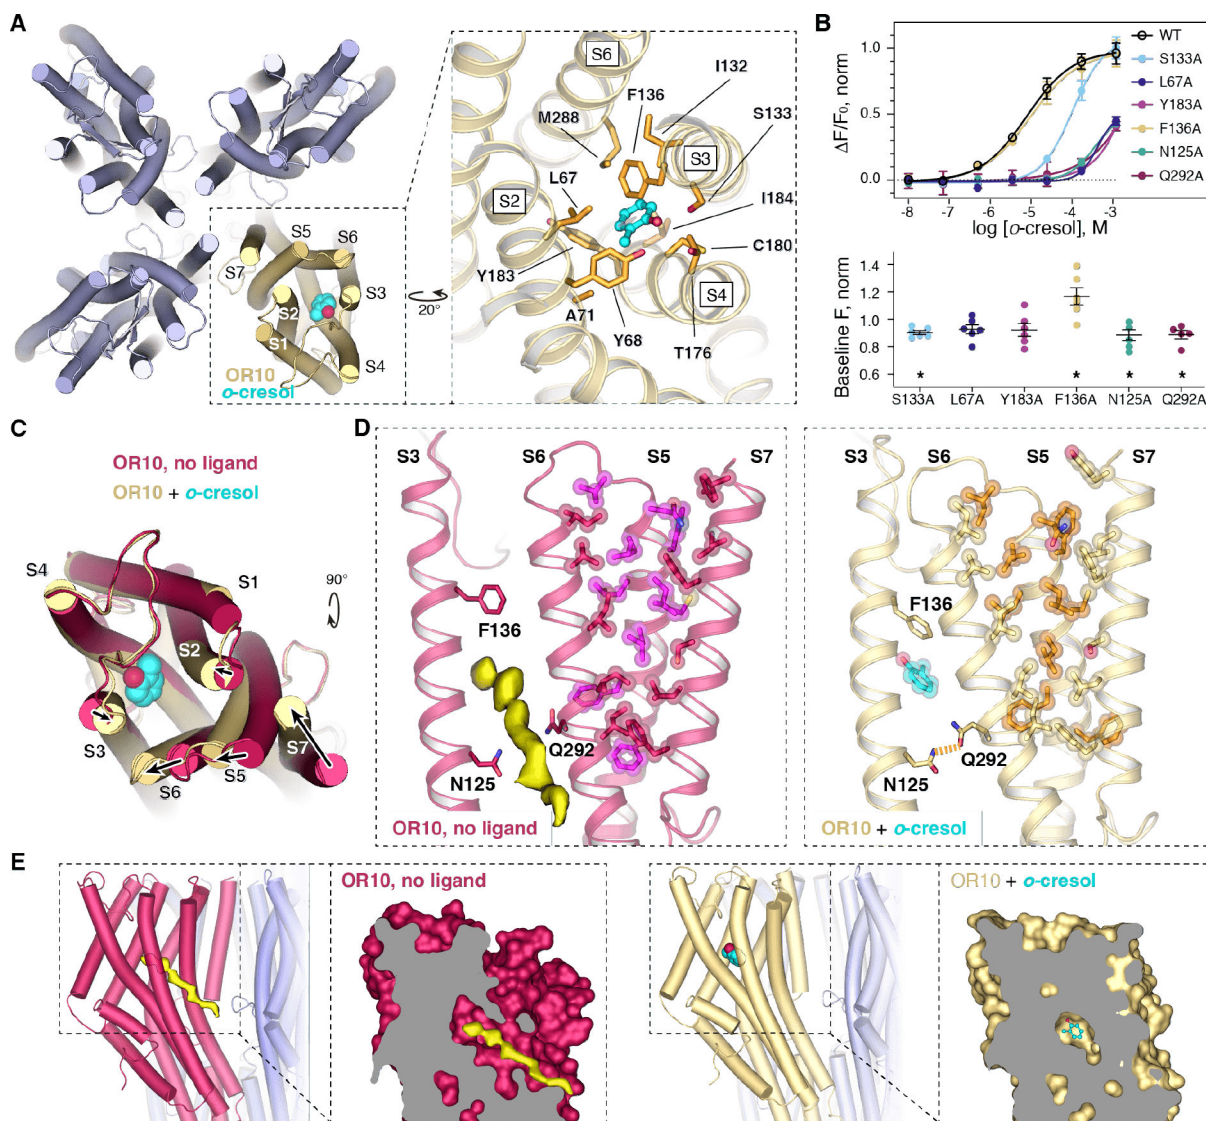 A
S5
S6
S7
S3
S2
S1
S4
OR10
o-cresol
20°
S6
I132
F136
M288
S133
S3
L67
S2
I184
C180
Y183
S4
A71
Y68
T176
B
ΔF/F0, norm
1.0
0.5
0.0
-8 -7 -6 -5 -4 -3
log [o-cresol], M
WT
S133A
L67A
Y183A
F136A
N125A
Q292A
Baseline F, norm
1.4
1.2
1.0
0.8
0.6
* * * *
S133A L67A Y183A F136A N125A Q292A
C
OR10, no ligand
OR10 + o-cresol
S4
S1
90°
S2
S3
S7
S5
S6
D
S3 S6 S5 S7
F136
Q292
N125
OR10, no ligand
S3 S6 S5 S7
F136
Q292
N125
OR10 + o-cresol
E
OR10, no ligand
OR10 + o-cresol